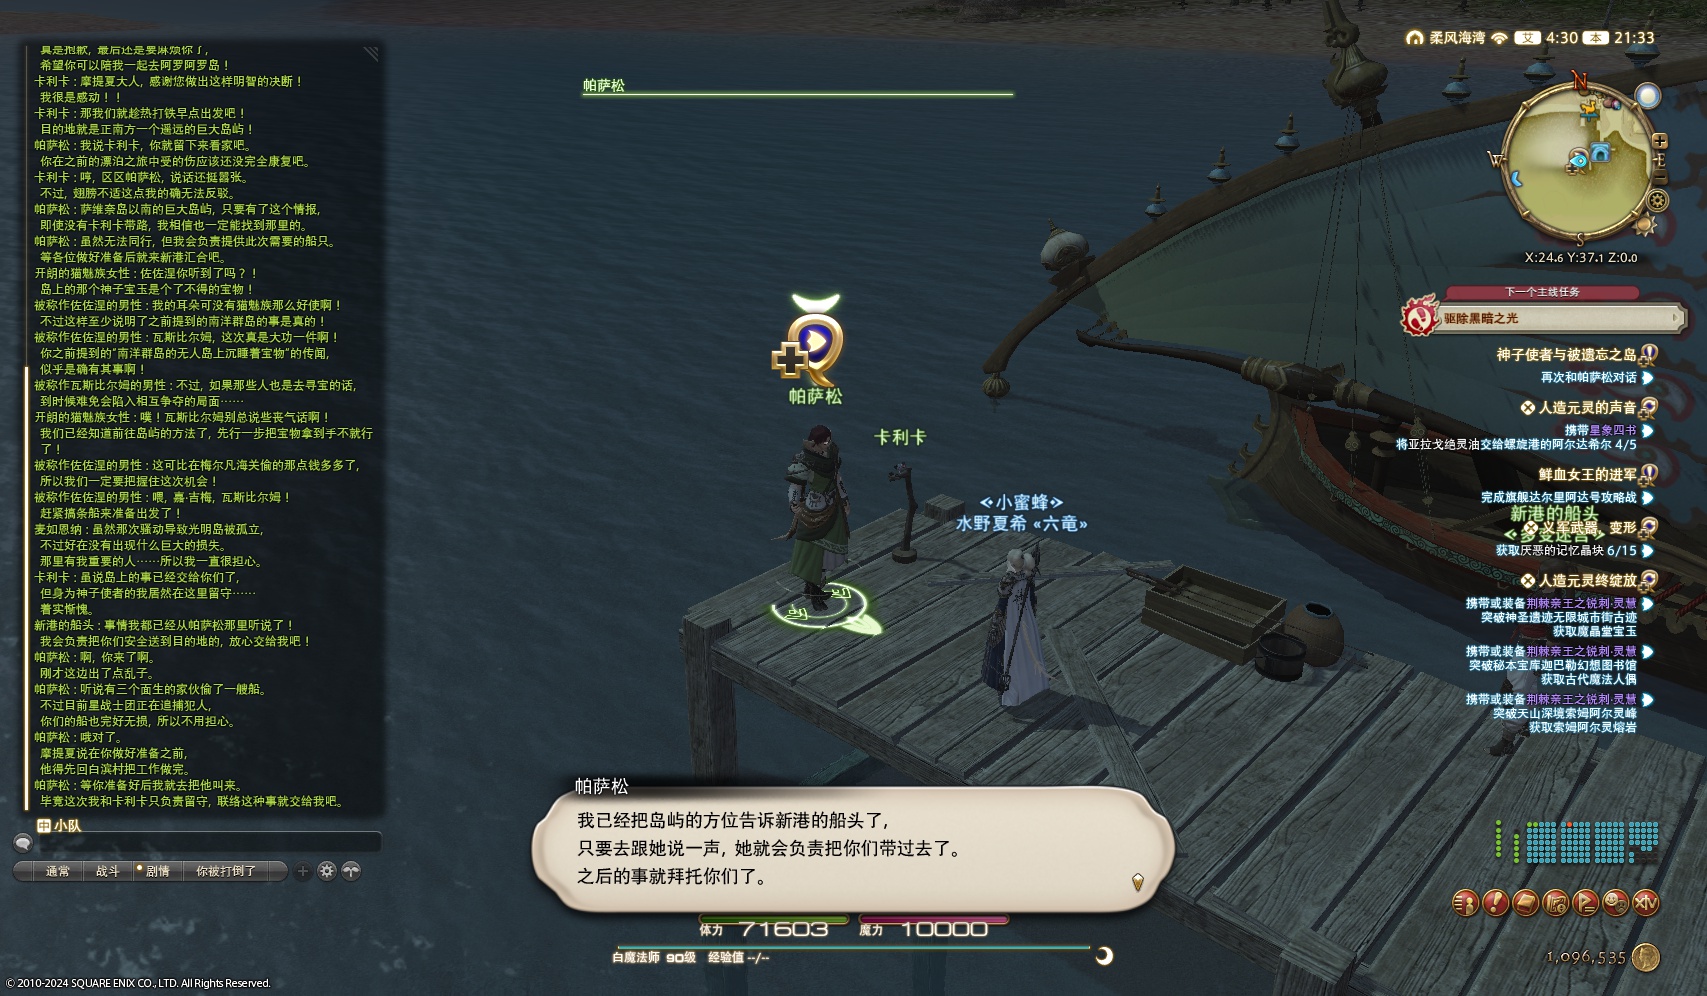 真是抱歉, 最后还是要麻烦你了,
希望你可以陪我一起去阿罗阿罗岛！
卡利卡 : 摩提夏大人, 感谢您做出这样明智的决断！
我很是感动！！
卡利卡 : 那我们就趁热打铁早点出发吧！
目的地就是正南方一个遥远的巨大岛屿！
帕萨松 : 我说卡利卡, 你就留下来看家吧。
你在之前的漂泊之旅中受的伤应该还没完全康复吧。
卡利卡 : 哼, 区区帕萨松, 说话还挺嚣张。
不过, 翅膀不适这点我的确无法反驳。
帕萨松 : 萨维奈岛以南的巨大岛屿, 只要有了这个情报,
即使没有卡利卡带路, 我相信也一定能找到那里的。
帕萨松 : 虽然无法同行, 但我会负责提供此次需要的船只。
等各位做好准备后就来新港汇合吧。
开朗的猫魅族女性 : 佐佐涅你听到了吗？！
岛上的那个神子宝玉是个了不得的宝物！
被称作佐佐涅的男性 : 我的耳朵可没有猫魅族那么好使啊！
不过这样至少说明了之前提到的南洋群岛的事是真的！
被称作佐佐涅的男性 : 瓦斯比尔姆, 这次真是大功一件啊！
你之前提到的“南洋群岛的无人岛上沉睡着宝物”的传闻,
似乎是确有其事啊！
被称作瓦斯比尔姆的男性 : 不过, 如果那些人也是去寻宝的话,
到时候难免会陷入相互争夺的局面……
开朗的猫魅族女性 : 噗！瓦斯比尔姆别总说些丧气话啊！
我们已经知道前往岛屿的方法了, 先行一步把宝物拿到手不就行
了！
被称作佐佐涅的男性 : 这可比在梅尔凡海关偷的那点钱多多了,
所以我们一定要把握住这次机会！
被称作佐佐涅的男性 : 喂, 嘉·吉梅, 瓦斯比尔姆！
赶紧搞条船来准备出发了！
麦如恩纳 : 虽然那次骚动导致光明岛被孤立,
不过好在没有出现什么巨大的损失。
那里有我重要的人……所以我一直很担心。
卡利卡 : 虽说岛上的事已经交给你们了,
但身为神子使者的我居然在这里留守……
着实惭愧。
新港的船头 : 事情我都已经从帕萨松那里听说了！
我会负责把你们安全送到目的地的, 放心交给我吧！
帕萨松 : 啊, 你来了啊。
刚才这边出了点乱子。
帕萨松 : 听说有三个面生的家伙偷了一艘船。
不过目前星战士团正在追捕犯人,
你们的船也完好无损, 所以不用担心。
帕萨松 : 哦对了。
摩提夏说在你做好准备之前,
他得先回白滨村把工作做完。
帕萨松 : 等你准备好后我就去把他叫来。
毕竟这次我和卡利卡只负责留守, 联络这种事就交给我吧。
中 小队
通常 战斗 剧情 你被打倒了
© 2010-2024 SQUARE ENIX CO., LTD. All Rights Reserved.
帕萨松
帕萨松
卡利卡
小蜜蜂
水野夏希 «六竜»
帕萨松
我已经把岛屿的方位告诉新港的船头了,
只要去跟她说一声, 她就会负责把你们带过去了。
之后的事就拜托你们了。
体力 71603 魔力 10000
白魔法师 90级 经验值 --/--
柔风海湾 艾 4:30 本 21:33
N
W E
S
X:24.6 Y:37.1 Z:0.0
下一个主线任务
驱除黑暗之光
神子使者与被遗忘之岛
再次和帕萨松对话
人造元灵的声音
携带星象四书
将亚拉戈绝灵油交给螺旋港的阿尔达希尔 4/5
鲜血女王的进军
完成旗舰达尔里阿达号攻略战
新港的船头
义军武器，变形
获取厌恶的记忆晶块 6/15
人造元灵终绽放
携带或装备荆棘亲王之锐刺·灵慧
突破神圣遗迹无限城市街古迹
获取魔晶堂宝玉
携带或装备荆棘亲王之锐刺·灵慧
突破秘本宝库迦巴勒幻想图书馆
获取古代魔法人偶
携带或装备荆棘亲王之锐刺·灵慧
突破天山深境索姆阿尔灵峰
获取索姆阿尔灵熔岩
XIV
1,096,535